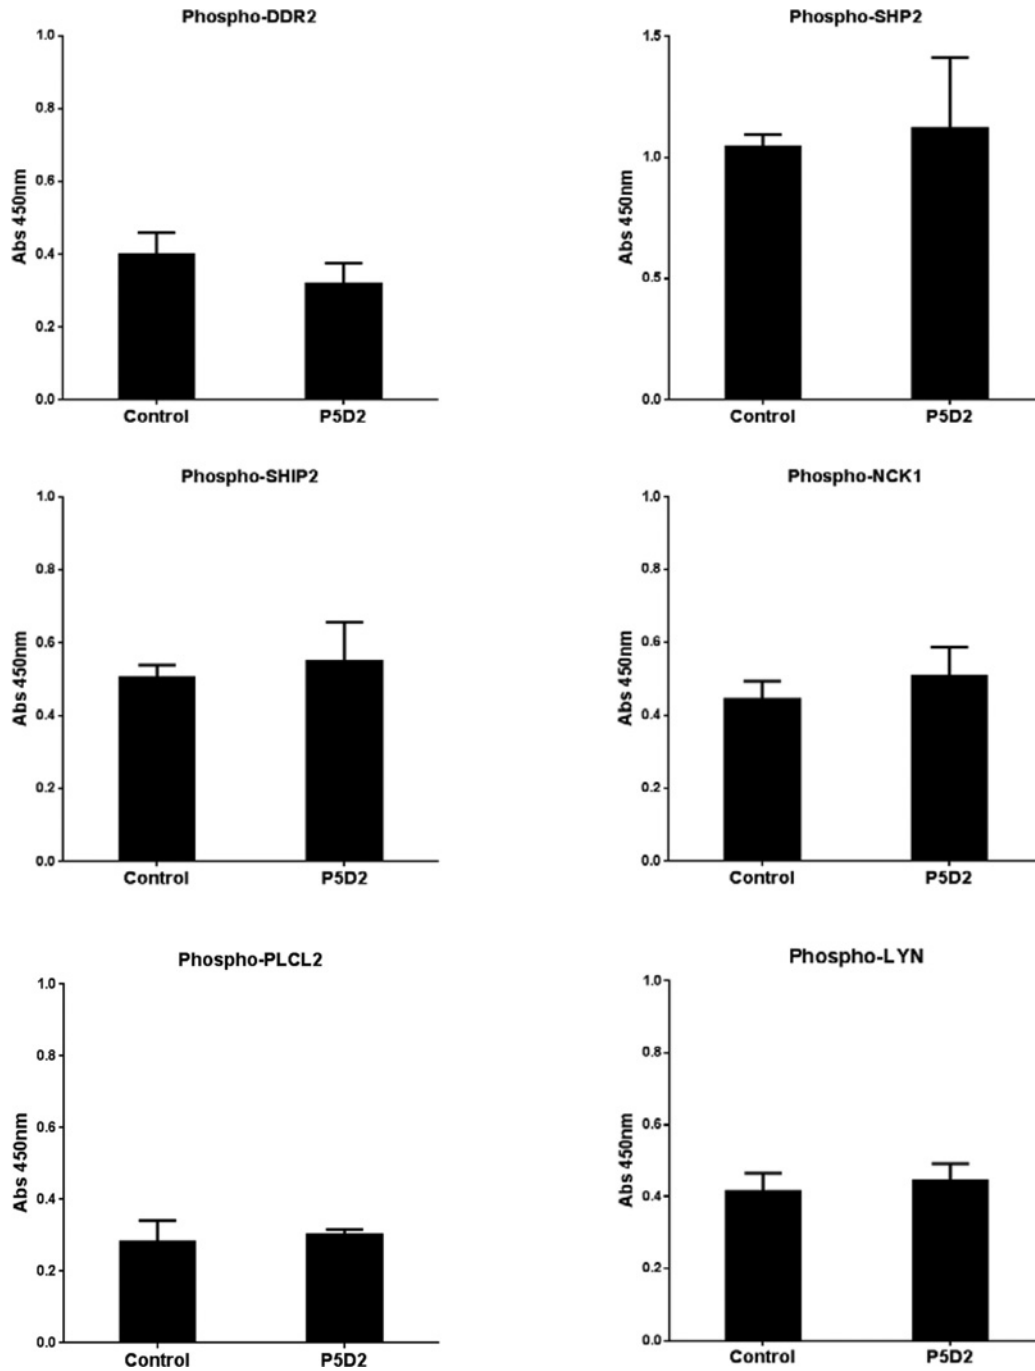 Phospho-DDR2
1.0
0.8
0.6
0.4
0.2
0.0
Abs 450nm
Control P5D2
Phospho-SHP2
1.5
1.0
0.5
0.0
Abs 450nm
Control P5D2
Phospho-SHIP2
1.0
0.8
0.6
0.4
0.2
0.0
Abs 450nm
Control P5D2
Phospho-NCK1
1.0
0.8
0.6
0.4
0.2
0.0
Abs 450nm
Control P5D2
Phospho-PLCL2
1.0
0.8
0.6
0.4
0.2
0.0
Abs 450nm
Control P5D2
Phospho-LYN
1.0
0.8
0.6
0.4
0.2
0.0
Abs 450nm
Control P5D2